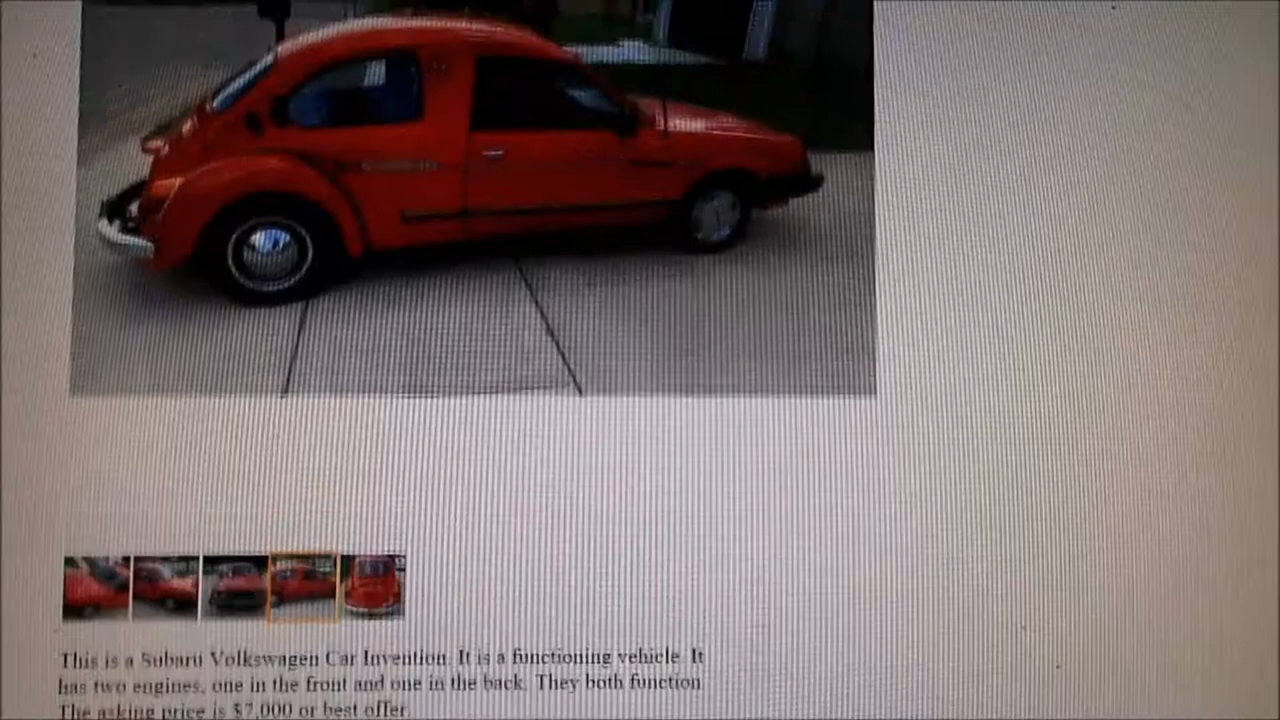 This is a Subaru Volkswagen Car Invention. It is a functioning vehicle. It
has two engines, one in the front and one in the back. They both function.
The asking price is $7,000 or best offer.